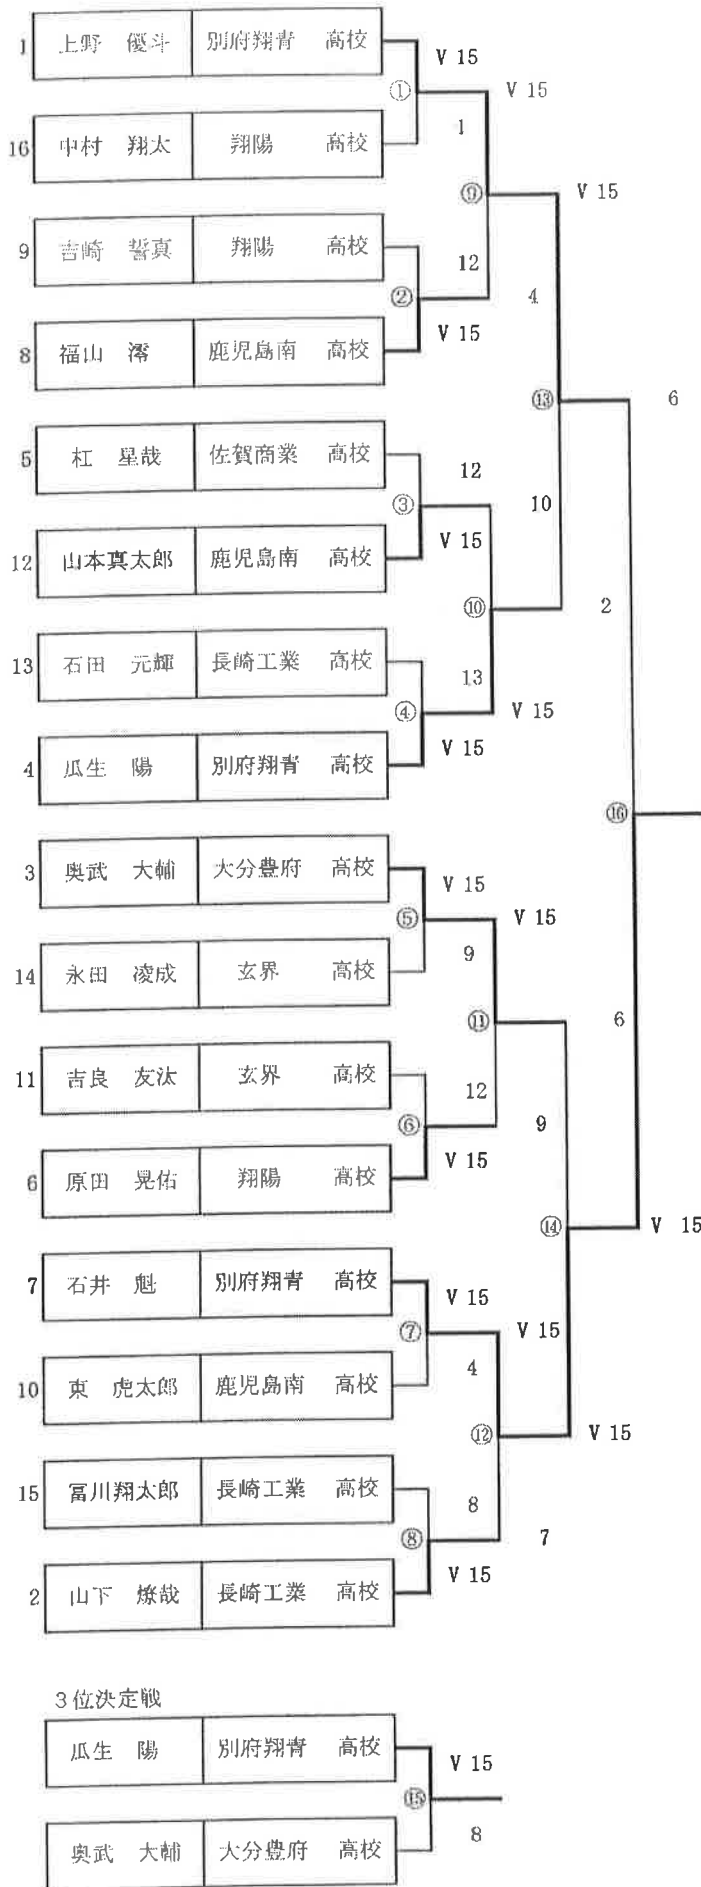 1 上野 優斗 別府翔青 高校
V 15
① V 15
1
16 中村 翔太 翔陽 高校
⑨ V 15
9 吉崎 誓真 翔陽 高校
12
② 4
V 15
8 福山 澪 鹿児島南 高校
⑬ 6
5 杠 星哉 佐賀商業 高校
12
③ 10
V 15
12 山本真太郎 鹿児島南 高校
⑩ 2
13 石田 元輝 長崎工業 高校
13
④ V 15
V 15
4 瓜生 陽 別府翔青 高校
⑯
3 奥武 大輔 大分豊府 高校
V 15
⑤ V 15
9
14 永田 凌成 玄界 高校
⑪ 6
11 吉良 友汰 玄界 高校
12
⑥ 9
V 15
6 原田 晃佑 翔陽 高校
⑭ V 15
7 石井 魁 別府翔青 高校
V 15
⑦ V 15
4
10 東 虎太郎 鹿児島南 高校
⑫ V 15
15 冨川翔太郎 長崎工業 高校
8
⑧ 7
V 15
2 山下 燎哉 長崎工業 高校
3位決定戦
瓜生 陽 別府翔青 高校
V 15
⑮
8
奥武 大輔 大分豊府 高校